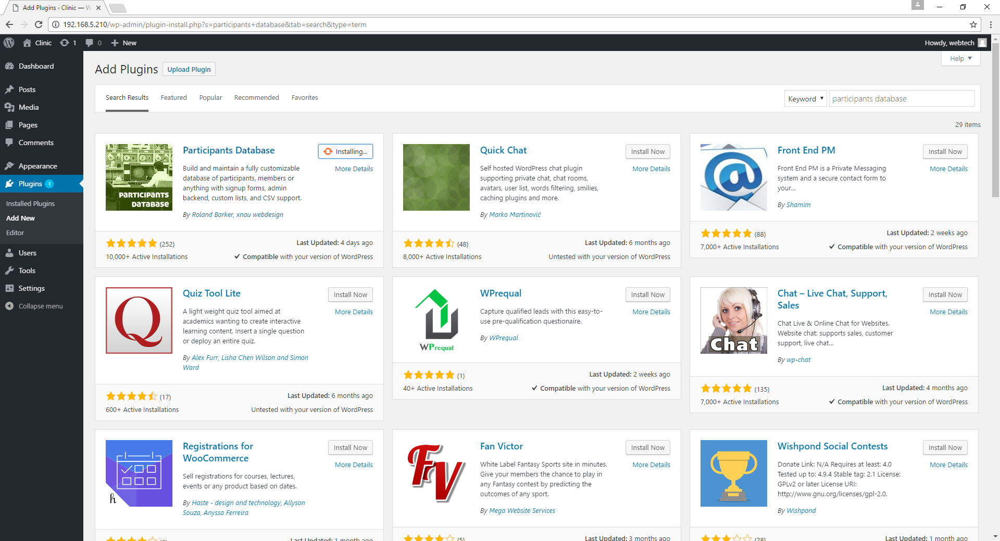 Add Plugins ‹ Clinic — W
192.168.5.210/wp-admin/plugin-install.php?s=participants+database&tab=search&type=term
Clinic 1 0 New
Howdy, webtech
Dashboard
Posts
Media
Pages
Comments
Appearance
Plugins 1
Installed Plugins
Add New
Editor
Users
Tools
Settings
Collapse menu
Help
Add Plugins Upload Plugin
Search Results Featured Popular Recommended Favorites
Keyword participants database
29 items
PARTICIPANTS
DATABASE
Participants Database
Installing...
More Details
Build and maintain a fully customizable
database of participants, members or
anything with signup forms, admin
backend, custom lists, and CSV support.
By Roland Barker, xnau webdesign
(252)
Last Updated: 4 days ago
10,000+ Active Installations
Compatible with your version of WordPress
Quick Chat
Install Now
More Details
Self hosted WordPress chat plugin
supporting private chat, chat rooms,
avatars, user list, words filtering, smilies,
caching plugins and more.
By Marko Martinović
(48)
Last Updated: 6 months ago
8,000+ Active Installations
Untested with your version of WordPress
@
Front End PM
Install Now
More Details
Front End PM is a Private Messaging
system and a secure contact form to
your...
By Shamim
(88)
Last Updated: 2 weeks ago
7,000+ Active Installations
Compatible with your version of WordPress
Q
Quiz Tool Lite
Install Now
More Details
A light weight quiz tool aimed at
academics wanting to create interactive
learning content. Insert a single question
or deploy an entire quiz.
By Alex Furr, Lisha Chen Wilson and Simon
Ward
(17)
Last Updated: 6 months ago
600+ Active Installations
Untested with your version of WordPress
WPrequal
WPrequal
Install Now
More Details
Capture qualified leads with this easy-to-
use pre-qualification questionaire.
By WPrequal
(1)
Last Updated: 2 weeks ago
40+ Active Installations
Compatible with your version of WordPress
Chat
Chat – Live Chat, Support,
Sales
Install Now
More Details
Chat Live & Online Chat for Websites.
Website chat: supports sales, customer
support, live chat...
By wp-chat
(135)
Last Updated: 4 months ago
7,000+ Active Installations
Compatible with your version of WordPress
h
Registrations for
WooCommerce
Install Now
More Details
Sell registrations for courses, lectures,
events or any product based on dates.
By Haste - design and technology, Allyson
Souza, Anyssa Ferreira
(6)
Last Updated: 1 month ago
FV
Fan Victor
Install Now
More Details
White Label Fantasy Sports site in minutes.
Give your members the chance to play in
any Fantasy contest by predicting the
outcomes of any sport.
By Mega Website Services
(5)
Last Updated: 3 months ago
Wishpond Social Contests
Install Now
More Details
Donate Link: N/A Requires at least: 4.0
Tested up to: 4.9.4 Stable tag: 2.1 License:
GPLv2 or later License URI:
http://www.gnu.org/licenses/gpl-2.0.
By Wishpond
(28)
Last Updated: 1 month ago